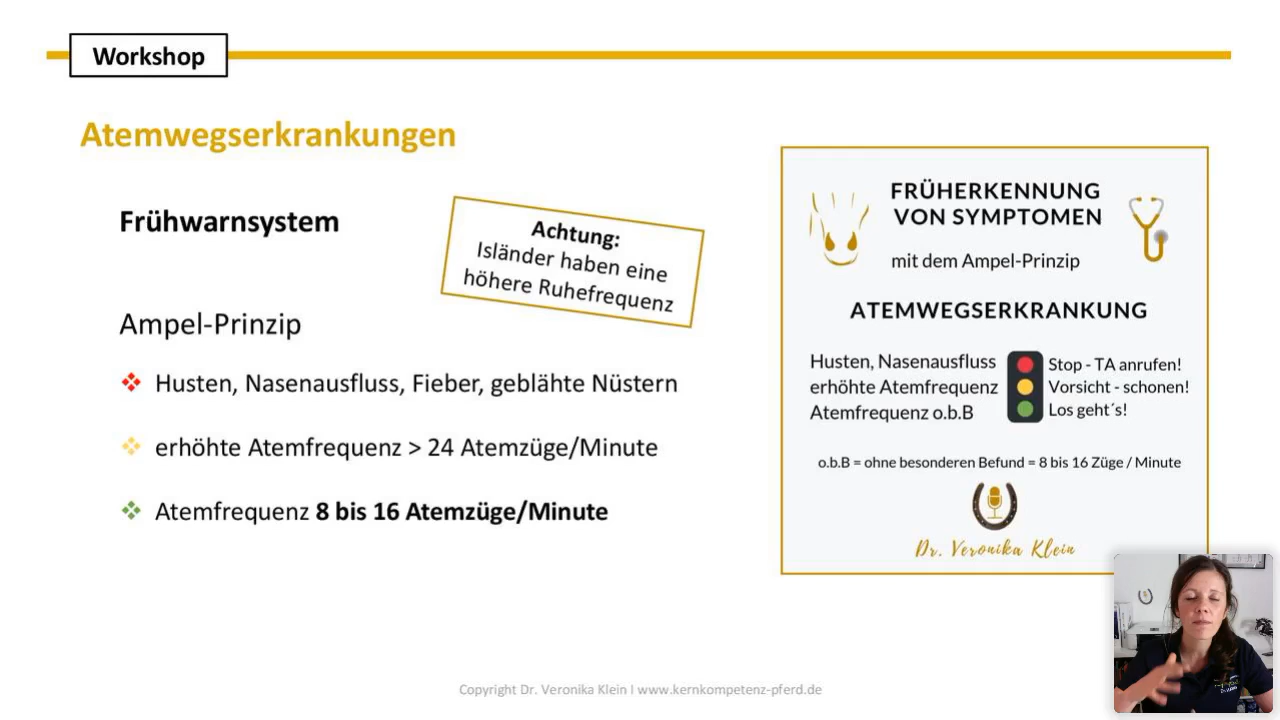 Workshop
Atemwegserkrankungen
Frühwarnsystem
Achtung:
Isländer haben eine
höhere Ruhefrequenz
Ampel-Prinzip
Husten, Nasenausfluss, Fieber, geblähte Nüstern
erhöhte Atemfrequenz > 24 Atemzüge/Minute
Atemfrequenz 8 bis 16 Atemzüge/Minute
FRÜHERKENNUNG
VON SYMPTOMEN
mit dem Ampel-Prinzip
ATEMWEGSERKRANKUNG
Husten, Nasenausfluss Stop - TA anrufen!
erhöhte Atemfrequenz Vorsicht - schonen!
Atemfrequenz o.b.B Los geht´s!
o.b.B = ohne besonderen Befund = 8 bis 16 Züge / Minute
Dr. Veronika Klein
Copyright Dr. Veronika Klein I www.kernkompetenz-pferd.de